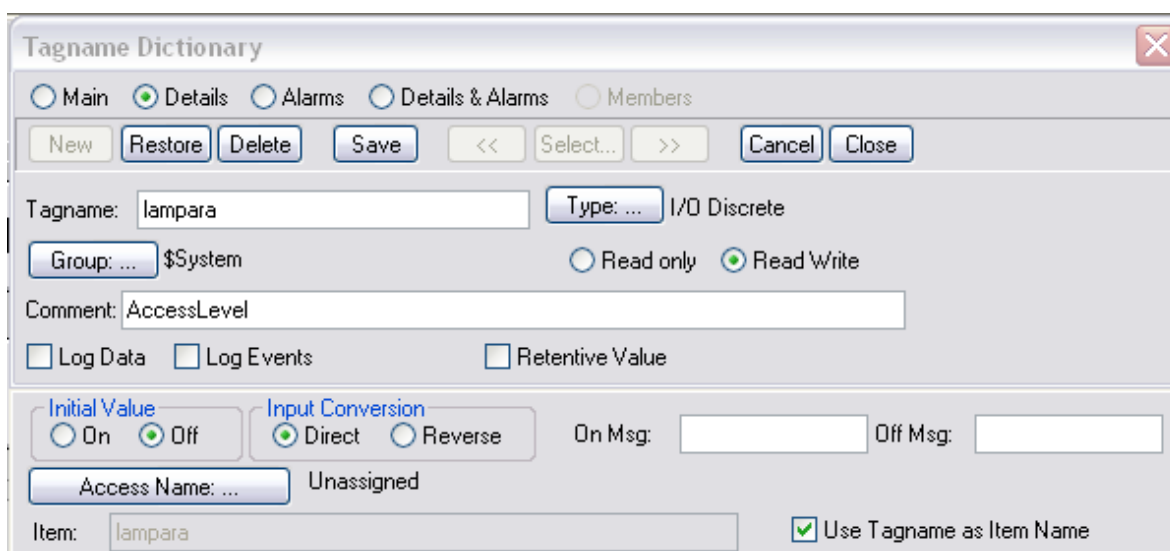 Tagname Dictionary
Main Details Alarms Details & Alarms Members
New Restore Delete Save << Select... >> Cancel Close
Tagname: lampara Type: ... I/O Discrete
Group: ... $System Read only Read Write
Comment: AccessLevel
Log Data Log Events Retentive Value
Initial Value Input Conversion
On Off Direct Reverse On Msg: Off Msg:
Access Name: ... Unassigned
Item: lampara Use Tagname as Item Name